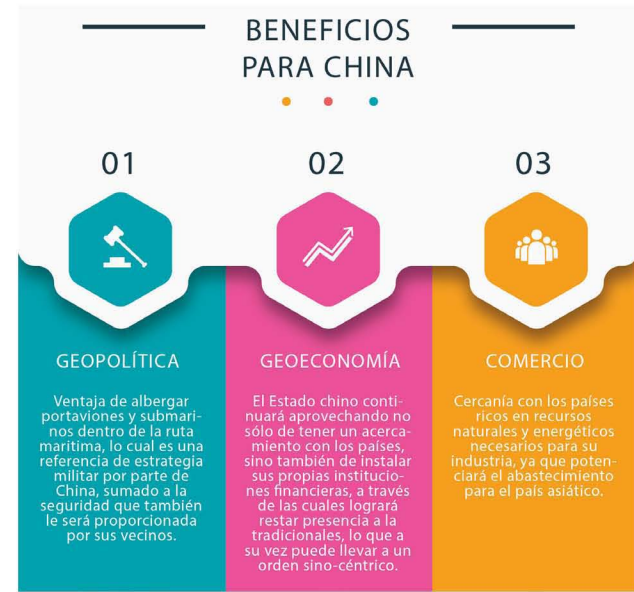 BENEFICIOS
PARA CHINA
01
02
03
GEOPOLÍTICA
Ventaja de albergar
portaviones y submari-
nos dentro de la ruta
marítima, lo cual es una
referencia de estrategia
militar por parte de
China, sumado a la
seguridad que también
le será proporcionada
por sus vecinos.
GEOECONOMÍA
El Estado chino conti-
nuará aprovechando no
sólo de tener un acerca-
miento con los países,
sino también de instalar
sus propias institucio-
nes financieras, a través
de las cuales logrará
restar presencia a la
tradicionales, lo que a
su vez puede llevar a un
orden sino-céntrico.
COMERCIO
Cercanía con los países
ricos en recursos
naturales y energéticos
necesarios para su
industria, ya que poten-
ciará el abastecimiento
para el país asiático.